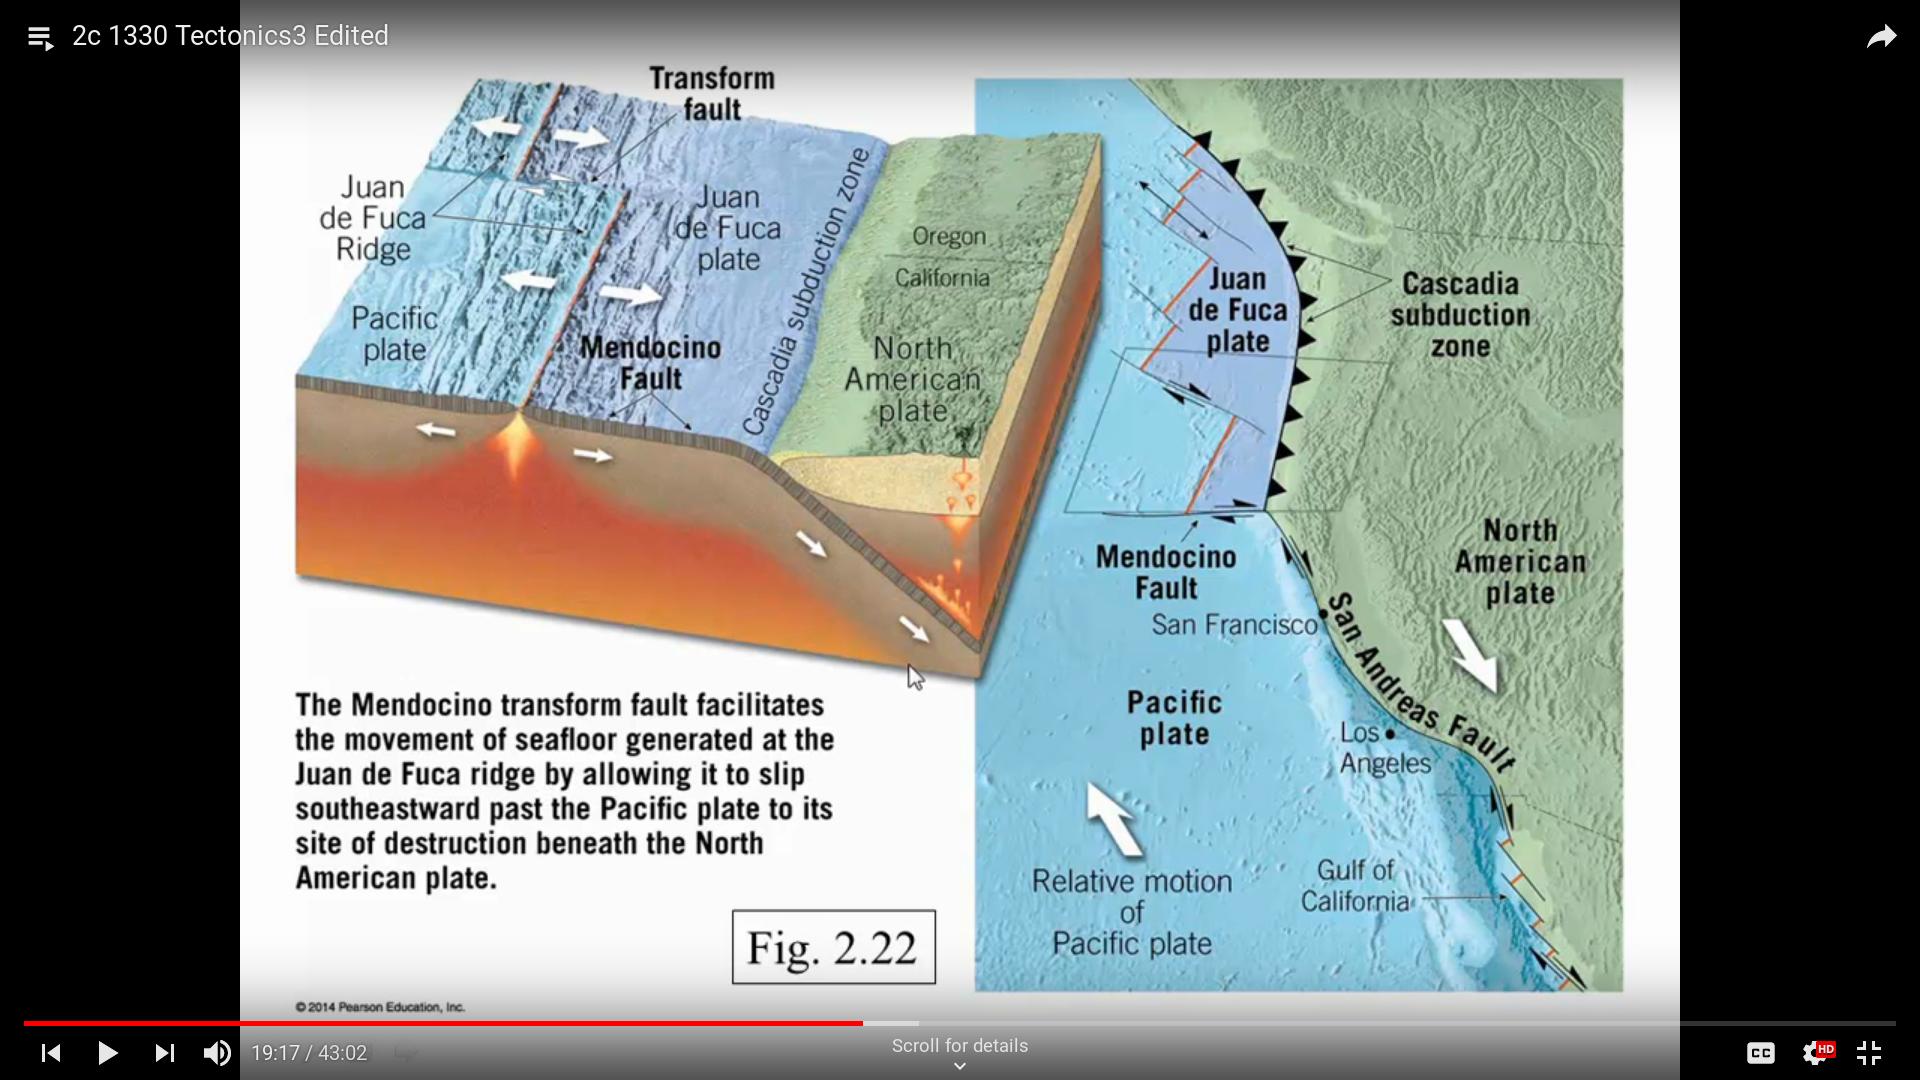 2c 1330 Tectonics3 Edited
Transform
fault
Juan
de Fuca
Ridge
Juan
de Fuca
plate
Cascadia subduction zone
Oregon
California
Pacific
plate
Mendocino
Fault
North
American
plate
Juan
de Fuca
plate
Cascadia
subduction
zone
Mendocino
Fault
San Francisco
North
American
plate
San Andreas Fault
Pacific
plate
Los
Angeles
Relative motion
of
Pacific plate
Gulf of
California
The Mendocino transform fault facilitates
the movement of seafloor generated at the
Juan de Fuca ridge by allowing it to slip
southeastward past the Pacific plate to its
site of destruction beneath the North
American plate.
Fig. 2.22
© 2014 Pearson Education, Inc.
19:17 / 43:02
Scroll for details
CC
HD